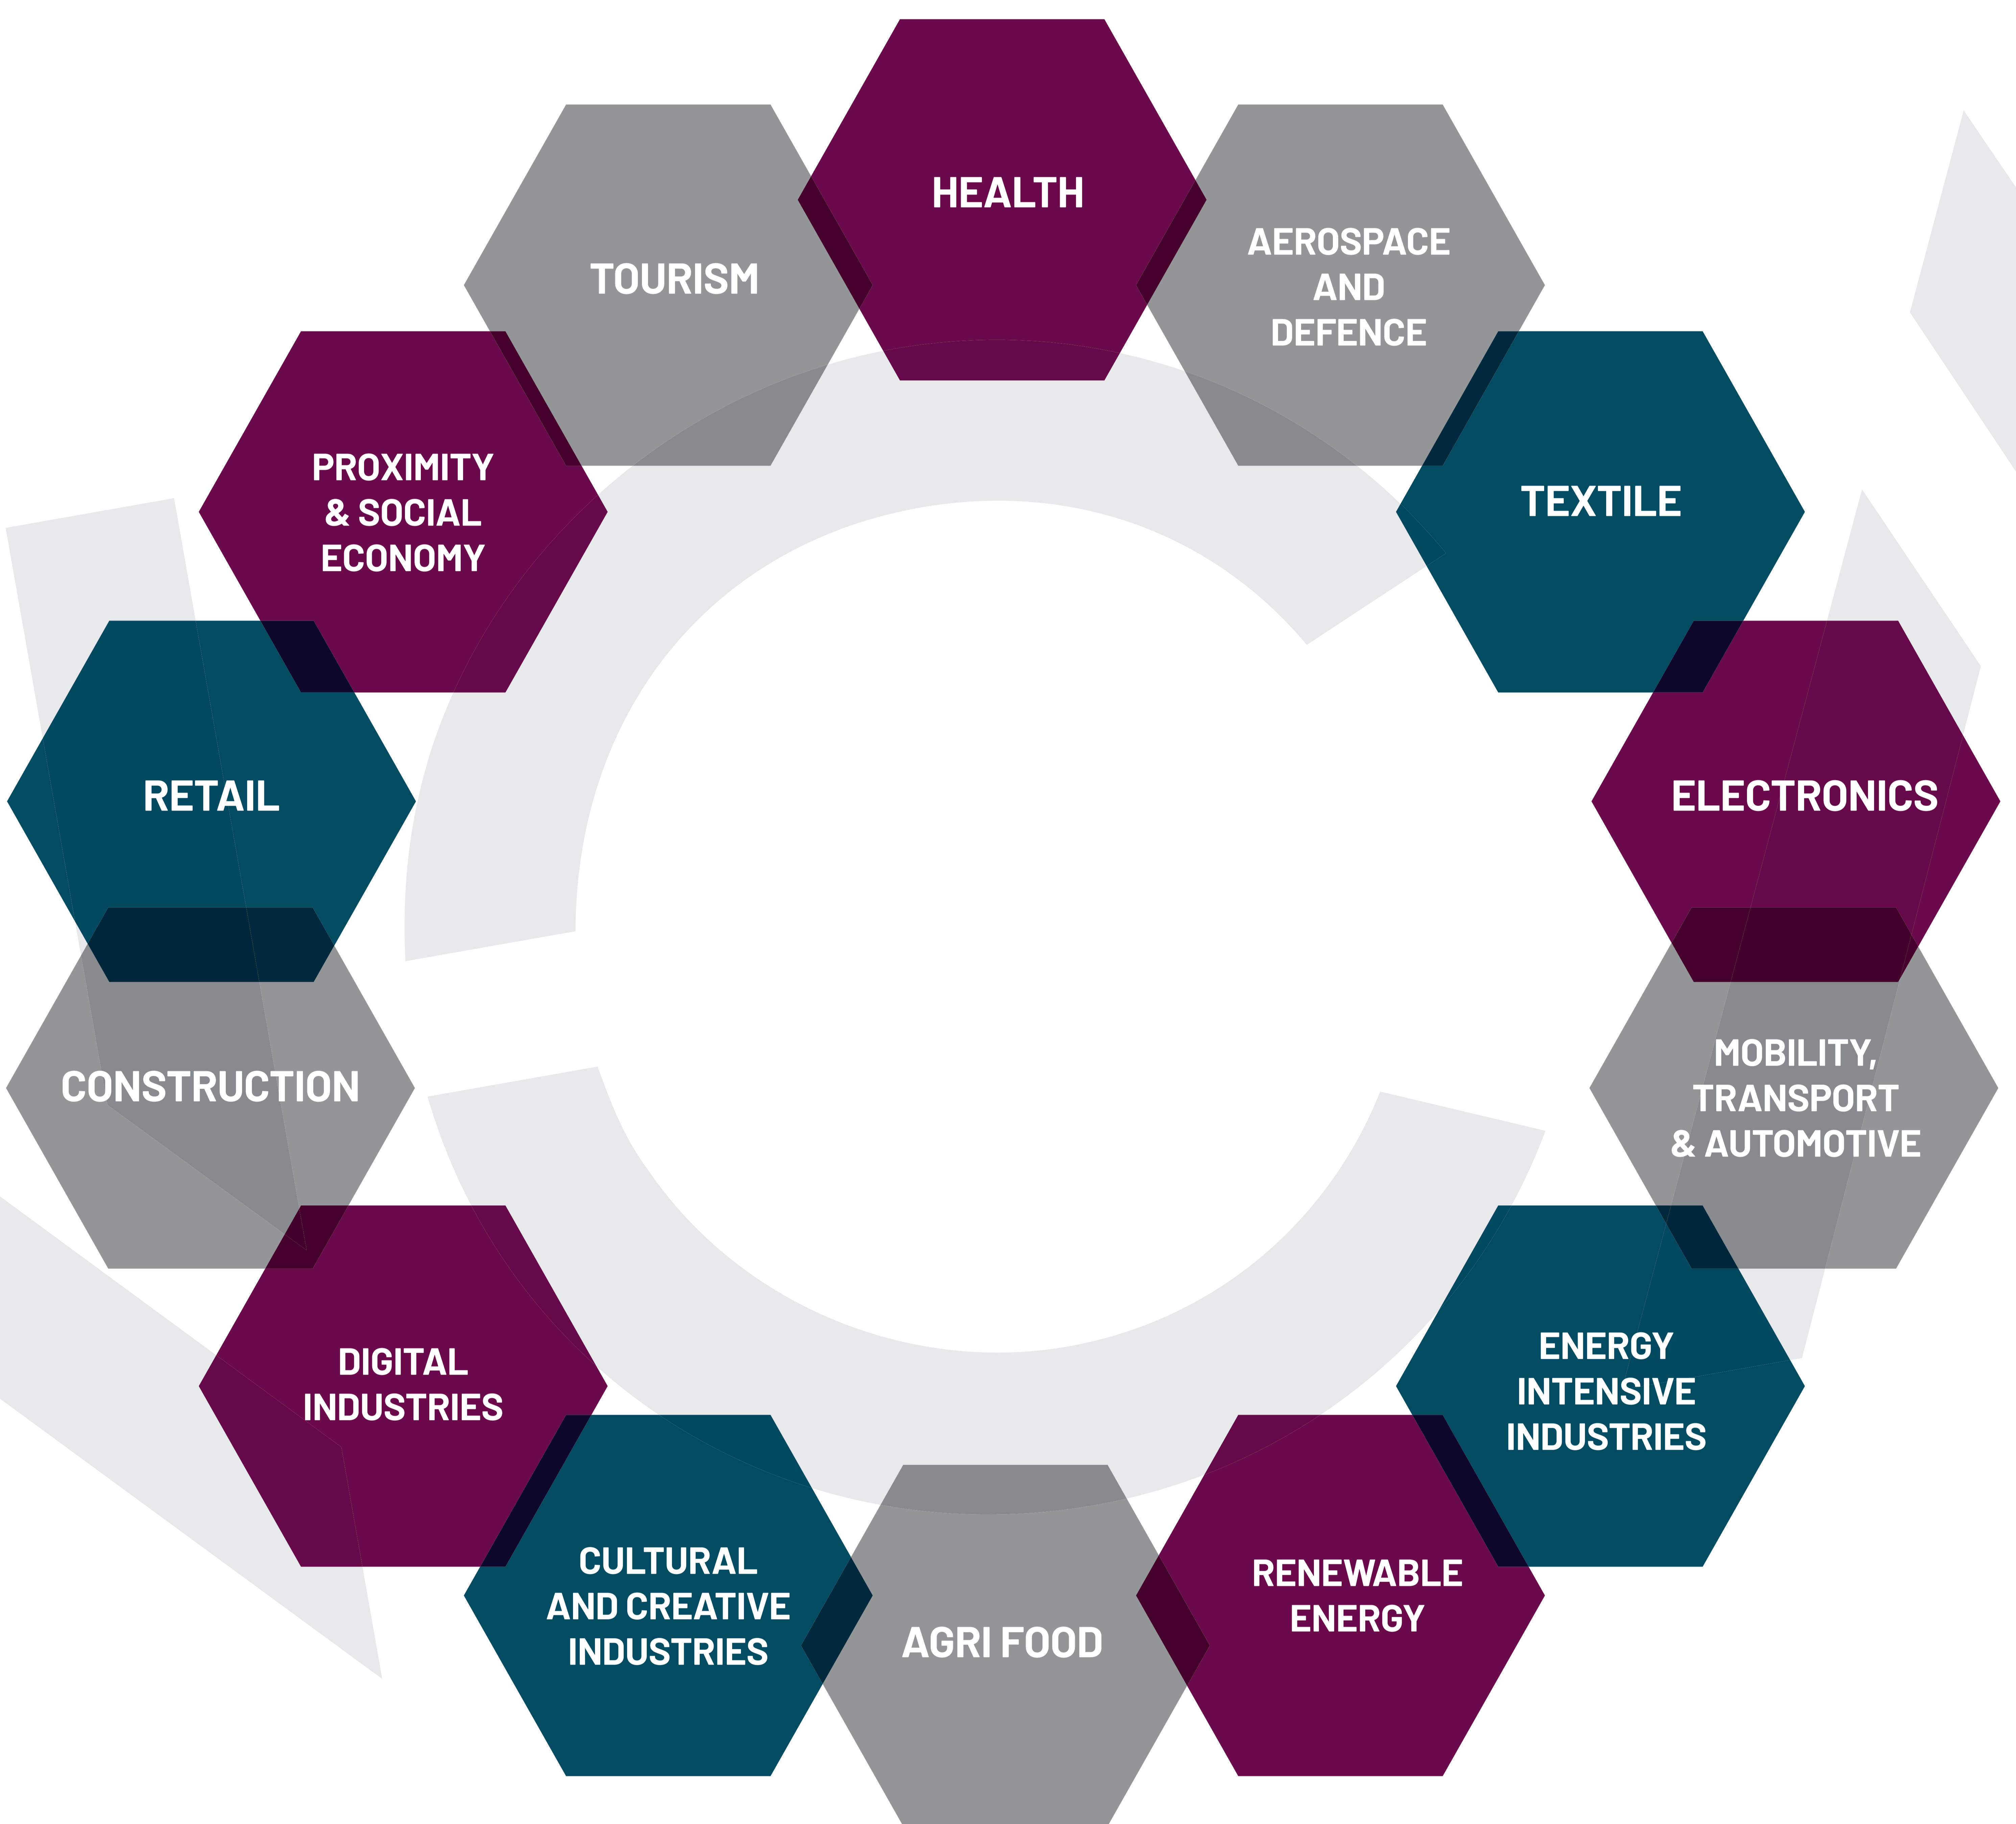 HEALTH
AEROSPACE
AND
DEFENCE
TEXTILE
ELECTRONICS
MOBILITY,
TRANSPORT
& AUTOMOTIVE
ENERGY
INTENSIVE
INDUSTRIES
RENEWABLE
ENERGY
AGRI FOOD
CULTURAL
AND CREATIVE
INDUSTRIES
DIGITAL
INDUSTRIES
CONSTRUCTION
RETAIL
PROXIMITY
& SOCIAL
ECONOMY
TOURISM